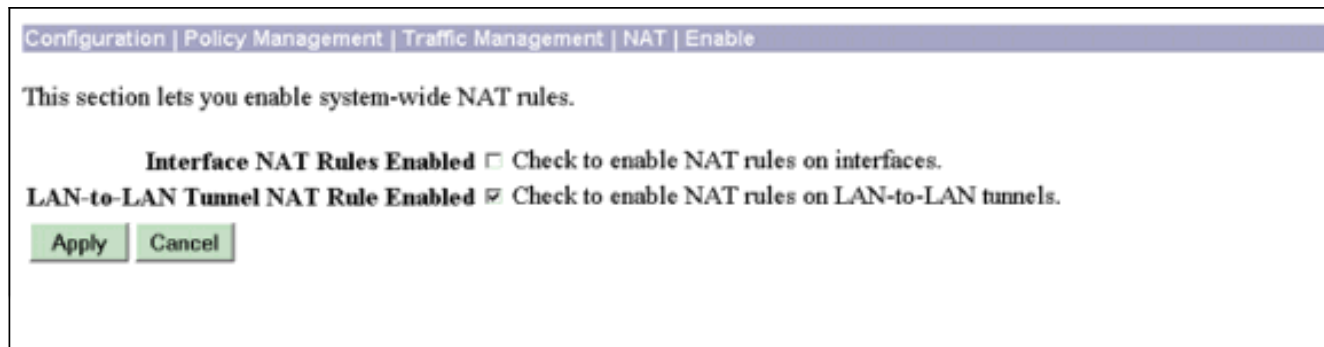 Configuration | Policy Management | Traffic Management | NAT | Enable
This section lets you enable system-wide NAT rules.
Interface NAT Rules Enabled Check to enable NAT rules on interfaces.
LAN-to-LAN Tunnel NAT Rule Enabled Check to enable NAT rules on LAN-to-LAN tunnels.
Apply Cancel